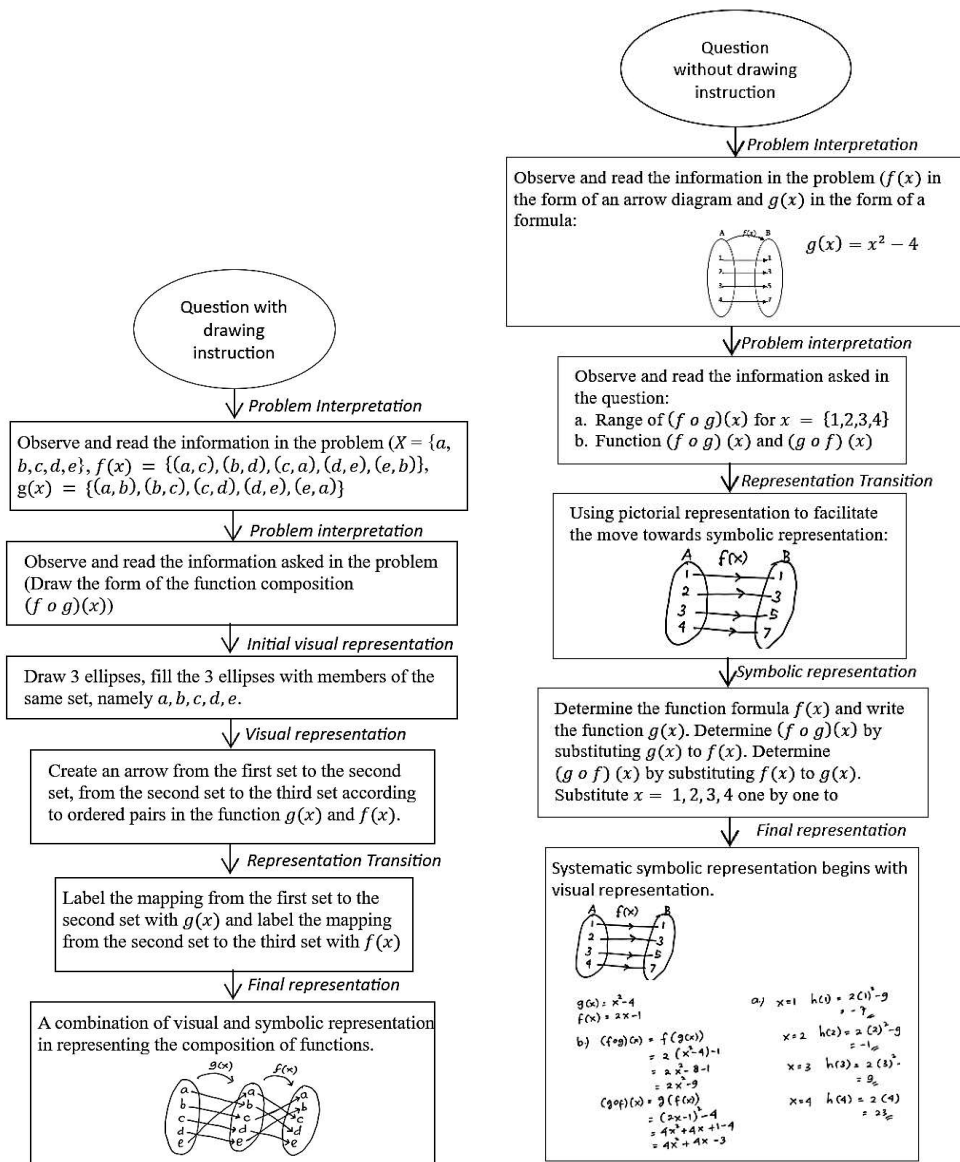 Question with
drawing
instruction
Problem Interpretation
Observe and read the information in the problem (X = {a,
b, c, d, e}, f(x) = {(a, c), (b, d), (c, a), (d, e), (e, b)},
g(x) = {(a, b), (b, c), (c, d), (d, e), (e, a)}
Problem interpretation
Observe and read the information asked in the problem
(Draw the form of the function composition
(f o g)(x))
Initial visual representation
Draw 3 ellipses, fill the 3 ellipses with members of the
same set, namely a, b, c, d, e.
Visual representation
Create an arrow from the first set to the second
set, from the second set to the third set according
to ordered pairs in the function g(x) and f(x).
Representation Transition
Label the mapping from the first set to the
second set with g(x) and label the mapping
from the second set to the third set with f(x)
Final representation
A combination of visual and symbolic representation
in representing the composition of functions.
g(x) f(x)
a a a
b b b
c c c
d d d
e e e
Question
without drawing
instruction
Problem Interpretation
Observe and read the information in the problem (f(x) in
the form of an arrow diagram and g(x) in the form of a
formula:
A f(x) B
g(x) = x² − 4
1 1
2 3
3 5
4 7
Problem interpretation
Observe and read the information asked in
the question:
a. Range of (f o g)(x) for x = {1,2,3,4}
b. Function (f o g) (x) and (g o f) (x)
Representation Transition
Using pictorial representation to facilitate
the move towards symbolic representation:
A f(x) B
1 1
2 3
3 5
4 7
Symbolic representation
Determine the function formula f(x) and write
the function g(x). Determine (f o g)(x) by
substituting g(x) to f(x). Determine
(g o f) (x) by substituting f(x) to g(x).
Substitute x = 1, 2, 3, 4 one by one to
Final representation
Systematic symbolic representation begins with
visual representation.
A f(x) B
1 1
2 3
3 5
4 7
g(x) = x²-4
f(x) = 2x-1
b) (fog)(x) = f(g(x))
= 2(x²-4)-1
= 2x²-8-1
= 2x²-9
(gof)(x) = g(f(x))
= (2x-1)²-4
= 4x²+4x+1-4
= 4x²+4x-3
a) x=1 h(1) = 2(1)²-9
= -7
x=2 h(2) = 2(2)²-9
= -1
x=3 h(3) = 2(3)²-
= 9
x=4 h(4) = 2(4)
= 23